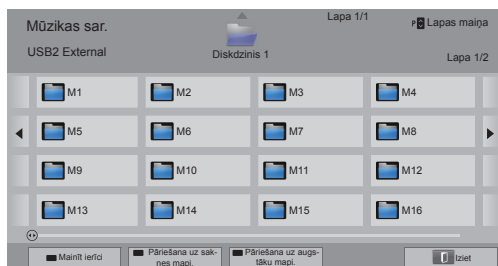 Mūzikas sar.
Lapa 1/1
P Lapas maiņa
USB2 External
Diskdzinis 1
Lapa 1/2
M1 M2 M3 M4
M5 M6 M7 M8
M9 M10 M11 M12
M13 M14 M15 M16
Mainīt ierīci
Pāriešana uz sak-
nes mapi.
Pāriešana uz augs-
tāku mapi.
Iziet